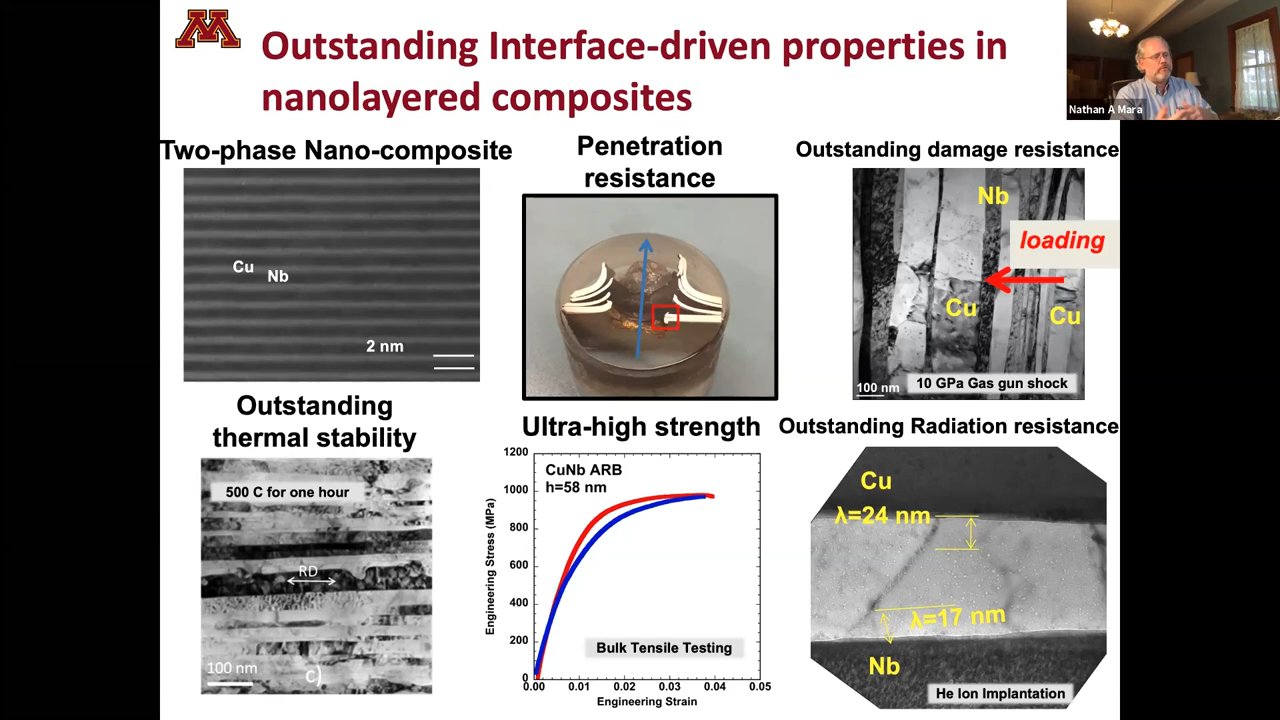 M
Outstanding Interface-driven properties in
nanolayered composites
Nathan A Mara
Two-phase Nano-composite
Cu
Nb
2 nm
Penetration
resistance
Outstanding damage resistance
Nb
loading
Cu
Cu
100 nm
10 GPa Gas gun shock
Outstanding
thermal stability
500 C for one hour
RD
100 nm
c)
Ultra-high strength
1200
1000
800
600
400
200
0
Engineering Stress (MPa)
CuNb ARB
h=58 nm
Bulk Tensile Testing
0.00 0.01 0.02 0.03 0.04 0.05
Engineering Strain
Outstanding Radiation resistance
Cu
λ=24 nm
λ=17 nm
Nb
He Ion Implantation